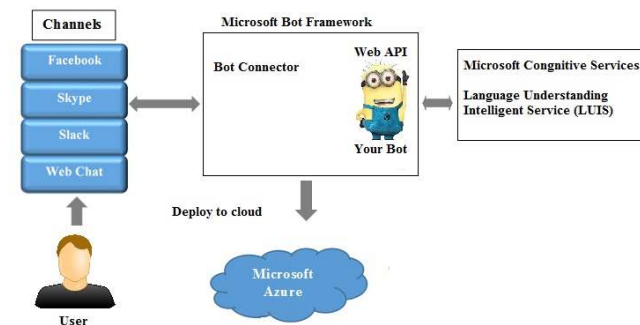 Channels
Facebook
Skype
Slack
Web Chat
User
Microsoft Bot Framework
Bot Connector
Web API
Your Bot
Deploy to cloud
Microsoft
Azure
Microsoft Congnitive Services
Language Understanding
Intelligent Service (LUIS)